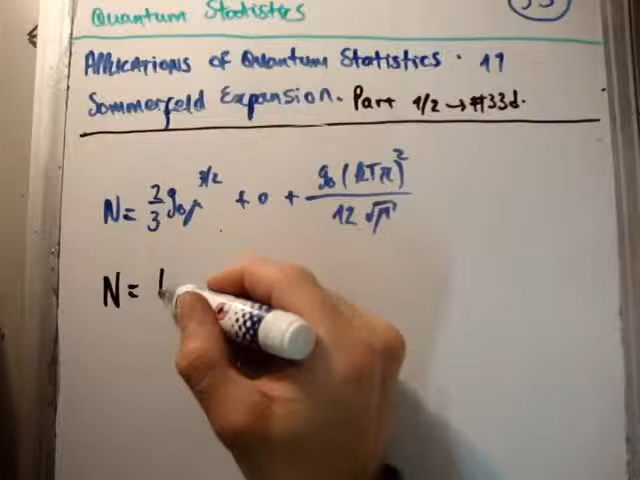 Quantum Statistics
Applications of Quantum Statistics. 11
Sommerfeld Expansion. Part 1/2 → #33d.
N = 2/3 g₀ μ^3/2 + 0 + g₀ (kTπ)² / 12 √μ
N =